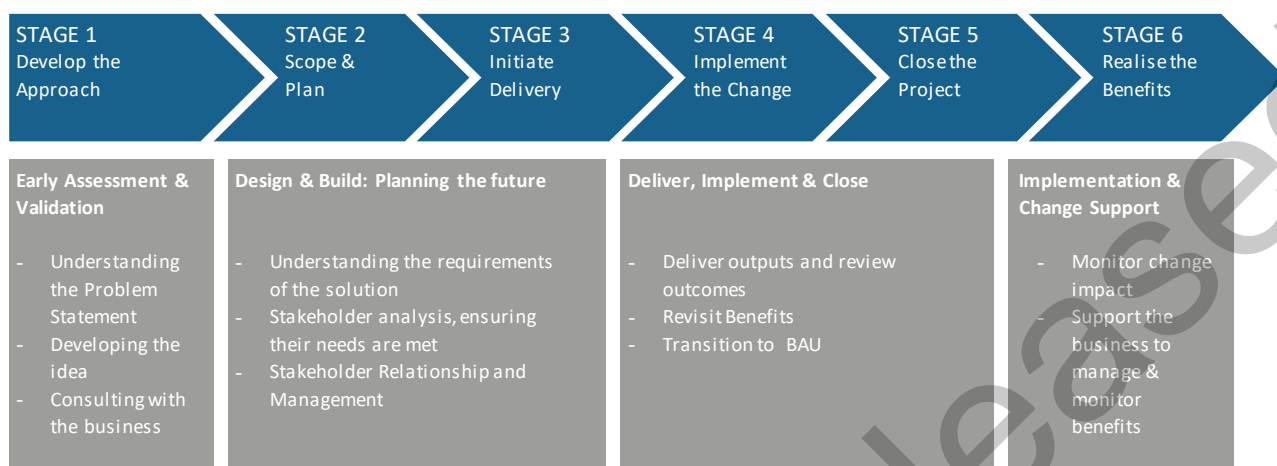 STAGE 1
Develop the
Approach
STAGE 2
Scope &
Plan
STAGE 3
Initiate
Delivery
STAGE 4
Implement
the Change
STAGE 5
Close the
Project
STAGE 6
Realise the
Benefits
Early Assessment &
Validation
- Understanding
the Problem
Statement
- Developing the
idea
- Consulting with
the business
Design & Build: Planning the future
- Understanding the requirements
of the solution
- Stakeholder analysis, ensuring
their needs are met
- Stakeholder Relationship and
Management
Deliver, Implement & Close
- Deliver outputs and review
outcomes
- Revisit Benefits
- Transition to BAU
Implementation &
Change Support
- Monitor change
impact
- Support the
business to
manage &
monitor
benefits